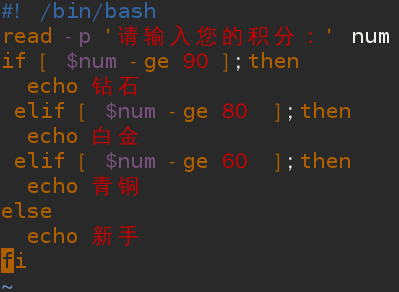 #! /bin/bash
read -p '请输入您的积分：' num
if [ $num -ge 90 ];then
  echo 钻石
 elif [ $num -ge 80  ];then
  echo 白金
 elif [ $num -ge 60  ];then
  echo 青铜
else
  echo 新手
fi
~